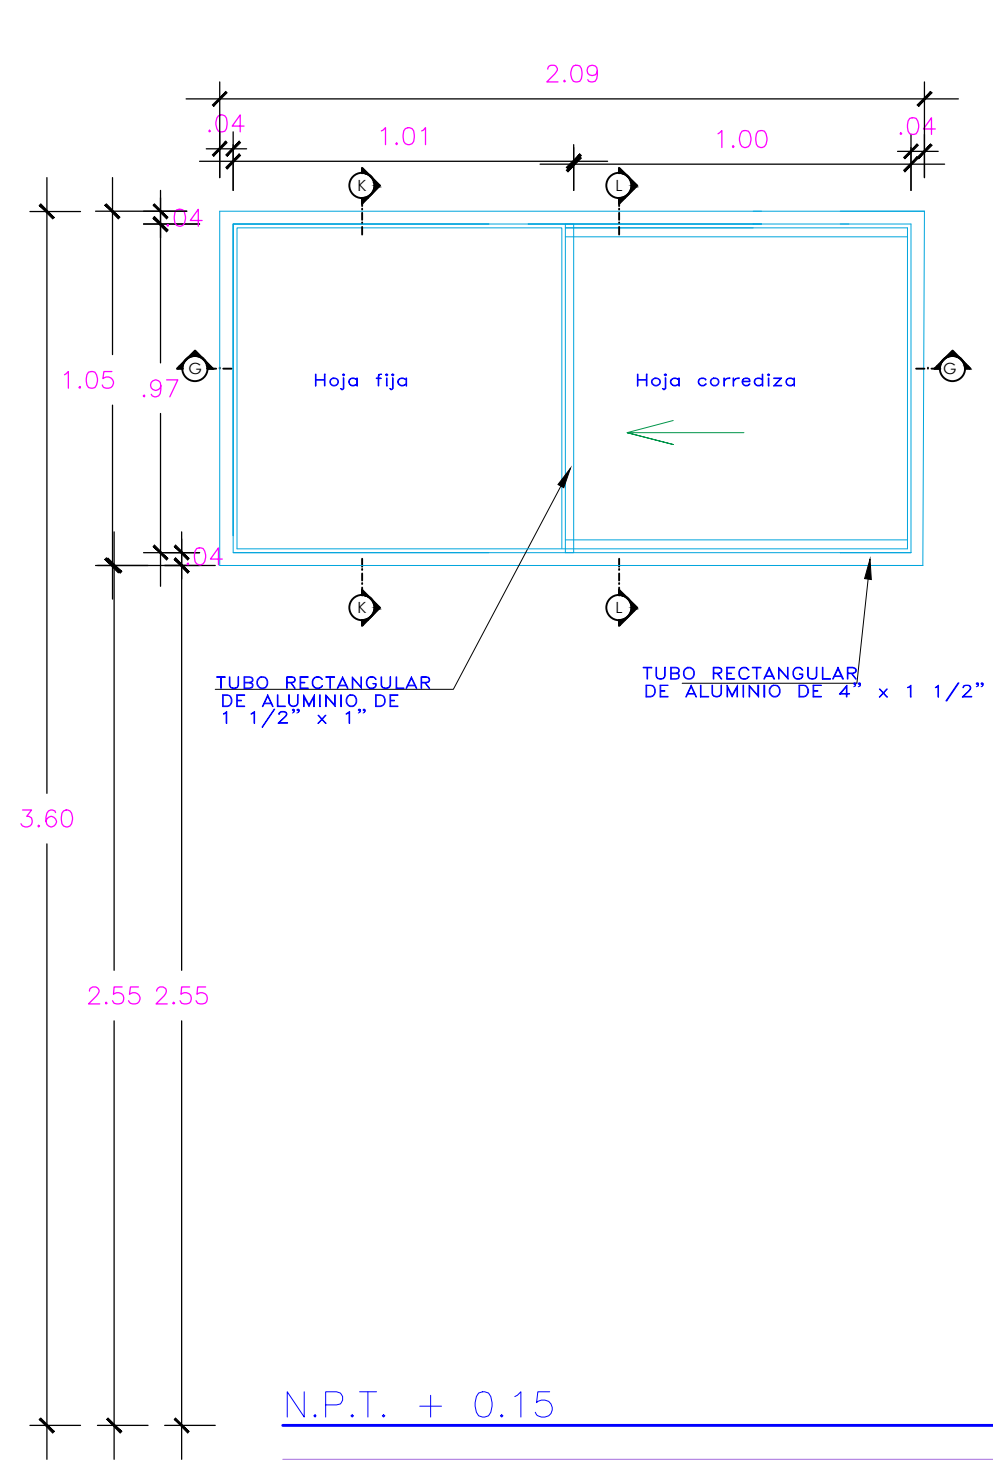 2.09
.04
1.01
1.00
.04
K
L
.04
G
G
1.05
.97
Hoja fija
Hoja corrediza
.04
K
L
TUBO RECTANGULAR
DE ALUMINIO DE
1 1/2” x 1”
TUBO RECTANGULAR
DE ALUMINIO DE 4” x 1 1/2”
3.60
2.55
2.55
N.P.T. + 0.15